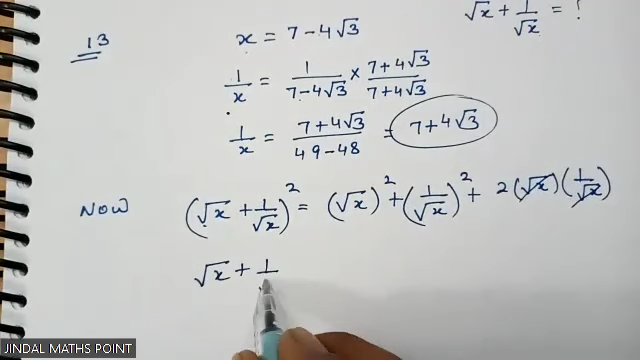 √x + 1/√x = ?
13
x = 7 - 4√3
1/x = 1/(7-4√3) × (7+4√3)/(7+4√3)
1/x = (7+4√3)/(49-48) = 7+4√3
NOW (√x + 1/√x)² = (√x)² + (1/√x)² + 2(√x)(1/√x)
√x + 1/
JINDAL MATHS POINT